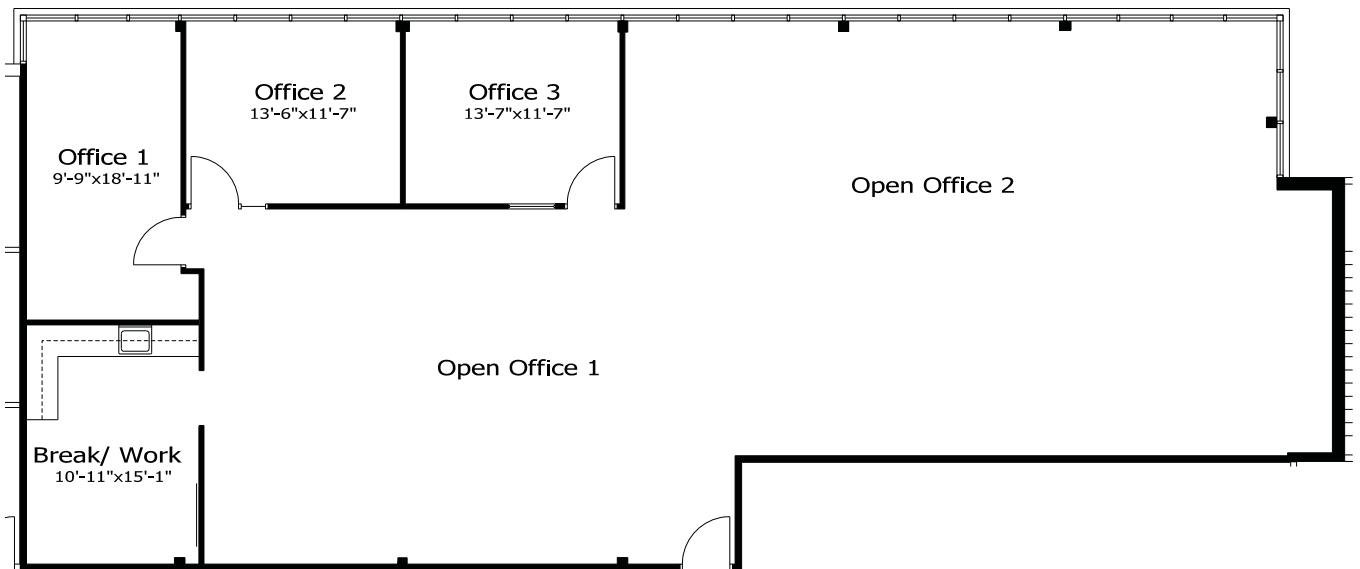 Office 1
9'-9"x18'-11"
Office 2
13'-6"x11'-7"
Office 3
13'-7"x11'-7"
Open Office 2
Open Office 1
Break/ Work
10'-11"x15'-1"